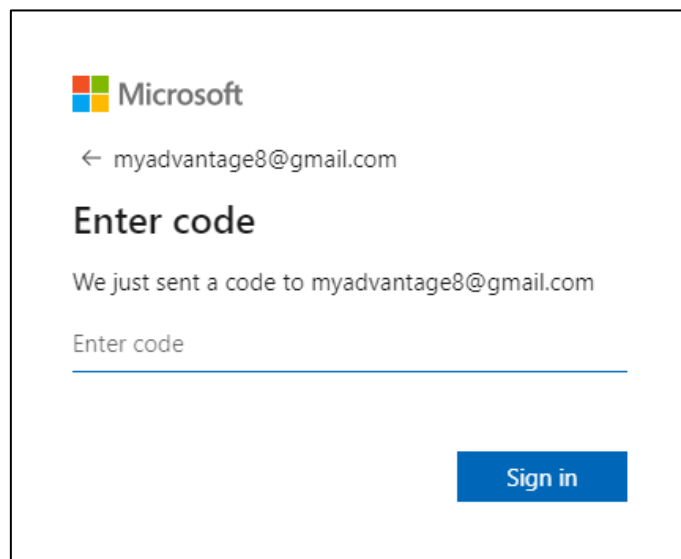 Microsoft
← myadvantage8@gmail.com
Enter code
We just sent a code to myadvantage8@gmail.com
Enter code
Sign in